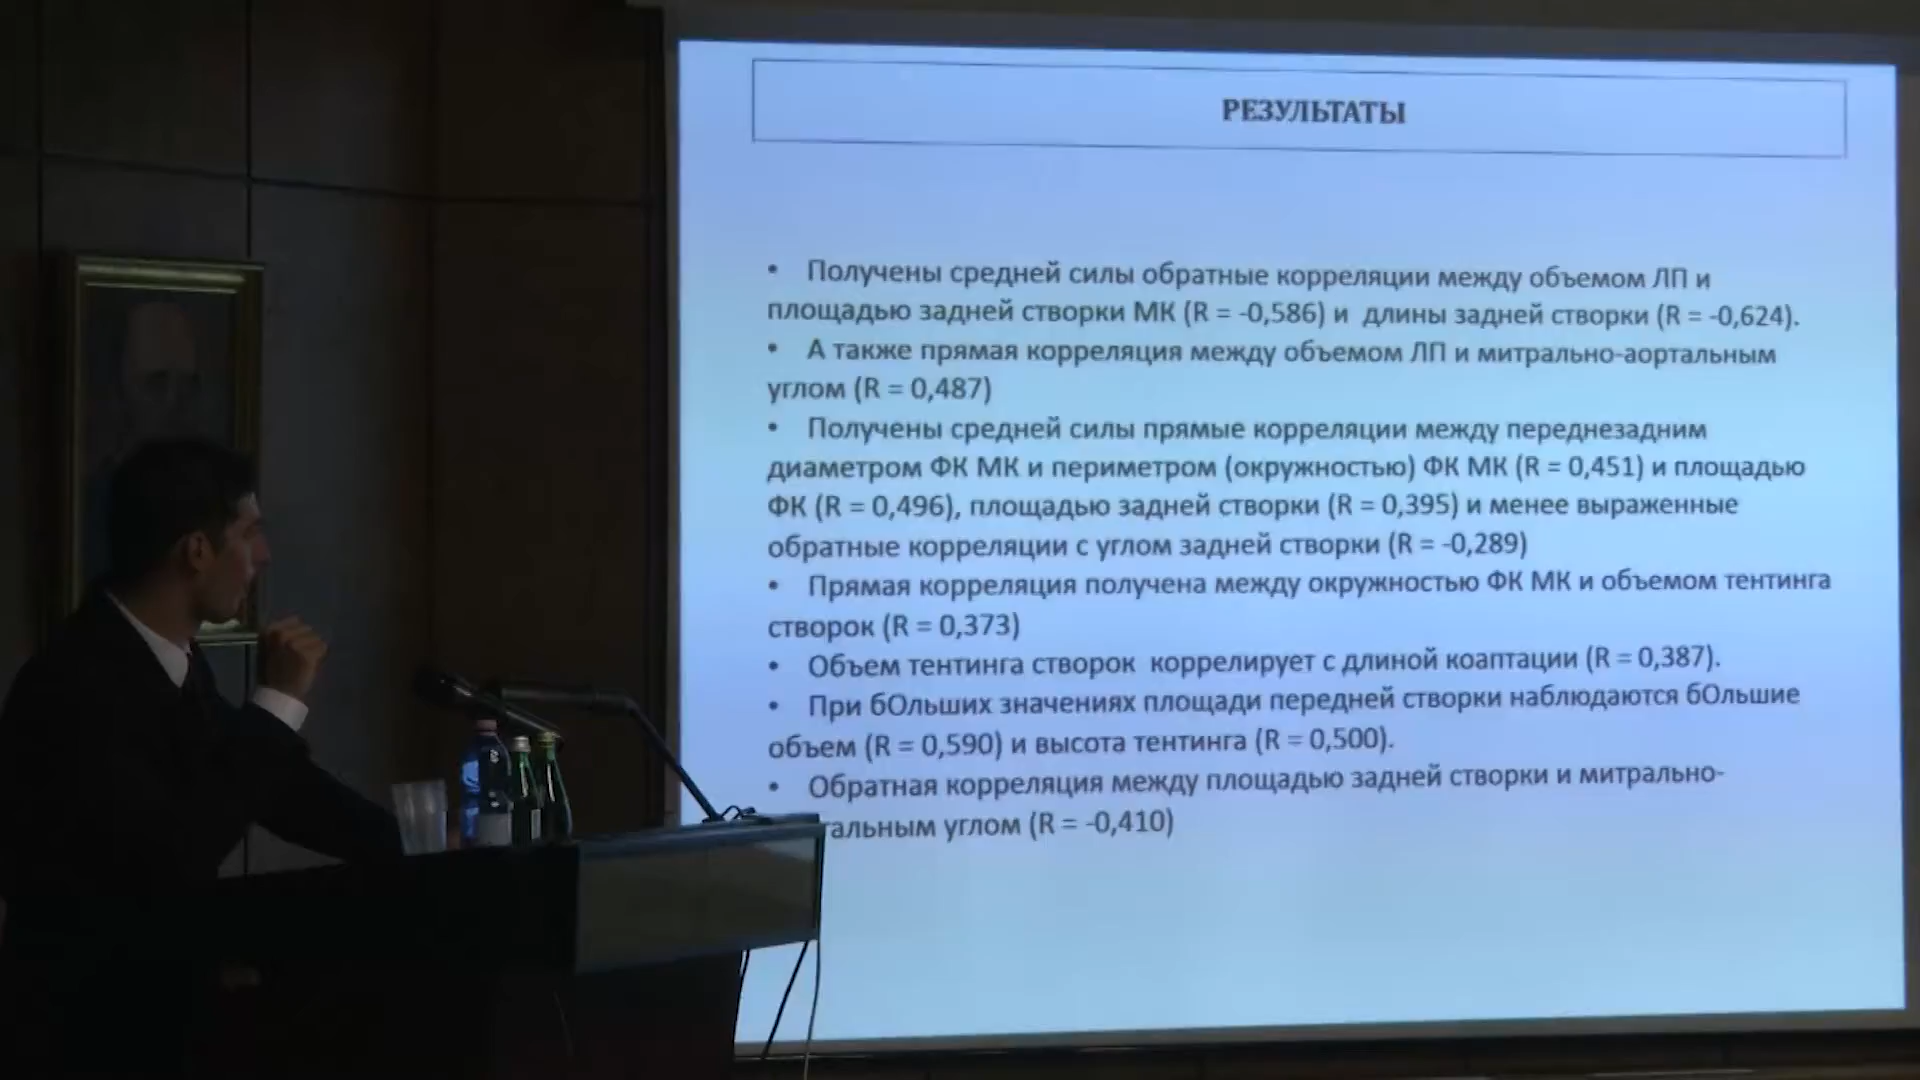 РЕЗУЛЬТАТЫ
• Получены средней силы обратные корреляции между объемом ЛП и
площадью задней створки МК (R = -0,586) и длины задней створки (R = -0,624).
• А также прямая корреляция между объемом ЛП и митрально-аортальным
углом (R = 0,487)
• Получены средней силы прямые корреляции между переднезадним
диаметром ФК МК и периметром (окружностью) ФК МК (R = 0,451) и площадью
ФК (R = 0,496), площадью задней створки (R = 0,395) и менее выраженные
обратные корреляции с углом задней створки (R = -0,289)
• Прямая корреляция получена между окружностью ФК МК и объемом тентинга
створок (R = 0,373)
• Объем тентинга створок коррелирует с длиной коаптации (R = 0,387).
• При бОльших значениях площади передней створки наблюдаются бОльшие
объем (R = 0,590) и высота тентинга (R = 0,500).
• Обратная корреляция между площадью задней створки и митрально-
тальным углом (R = -0,410)